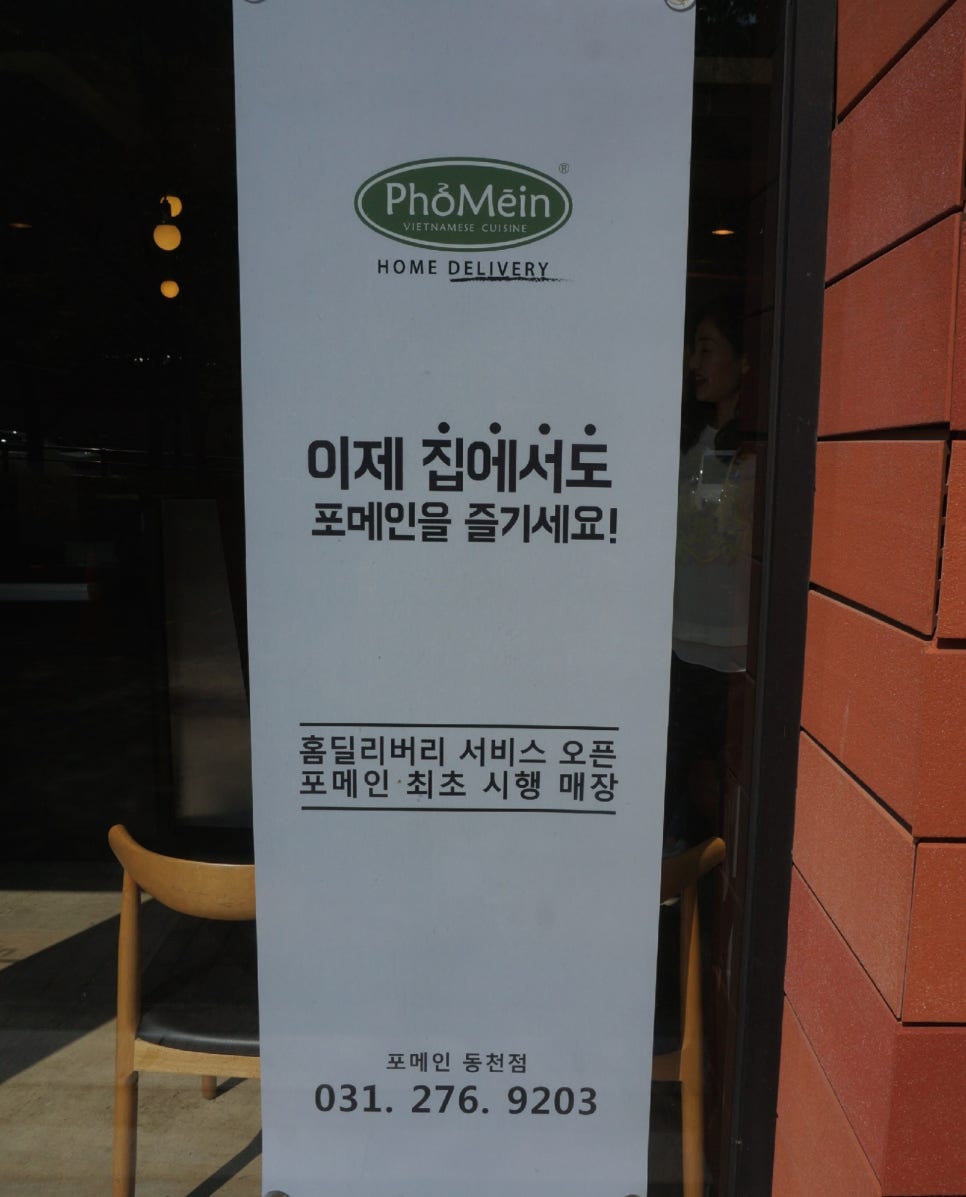 PhởMēin®
VIETNAMESE CUISINE
HOME DELIVERY
이제 집에서도
포메인을 즐기세요!
홈딜리버리 서비스 오픈
포메인 최초 시행 매장
포메인 동천점
031. 276. 9203